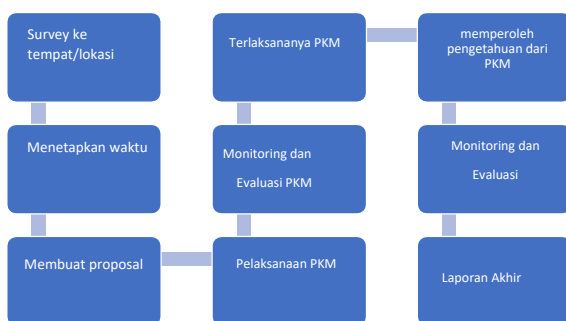 Survey ke
tempat/lokasi
Menetapkan waktu
Membuat proposal
Pelaksanaan PKM
Monitoring dan
Evaluasi PKM
Terlaksananya PKM
memperoleh
pengetahuan dari
PKM
Monitoring dan
Evaluasi
Laporan Akhir